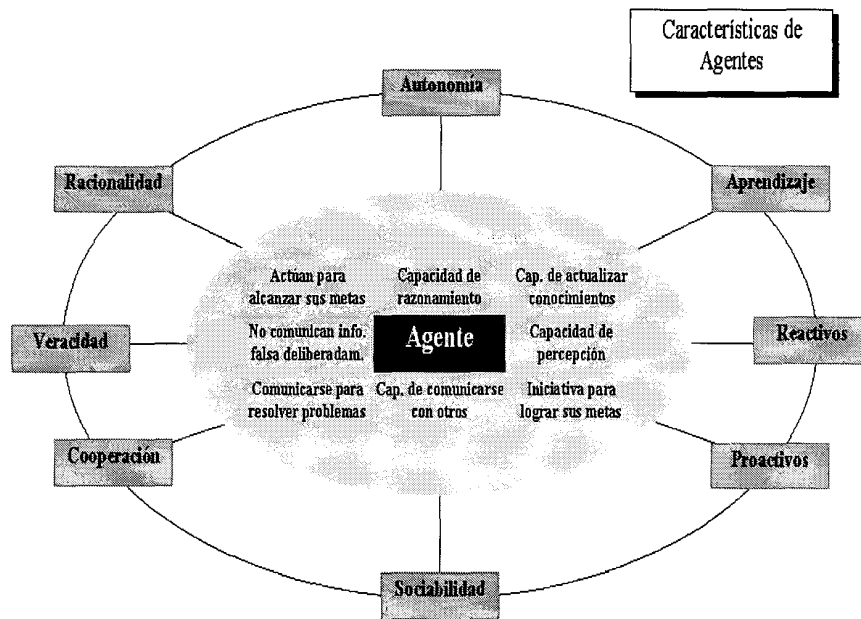 Características de
Agentes
Autonomía
Racionalidad
Aprendizaje
Actúan para
alcanzar sus metas
Capacidad de
razonamiento
Cap. de actualizar
conocimientos
Veracidad
No comunican info.
falsa deliberadam.
Agente
Capacidad de
percepción
Reactivos
Comunicarse para
resolver problemas
Cap. de comunicarse
con otros
Iniciativa para
lograr sus metas
Cooperación
Proactivos
Sociabilidad